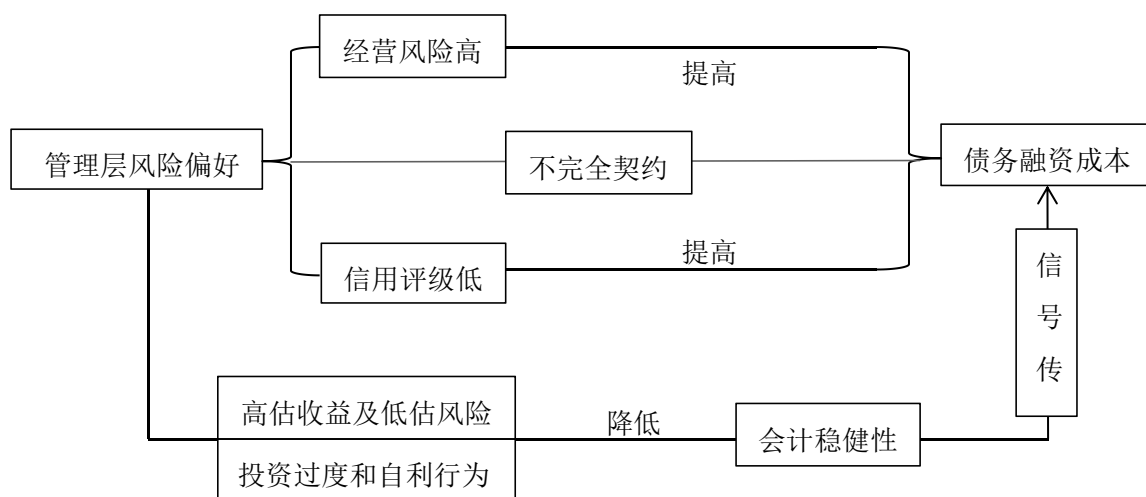 经营风险高
提高
管理层风险偏好
不完全契约
债务融资成本
信用评级低
提高
信号传
高估收益及低估风险
投资过度和自利行为
降低
会计稳健性